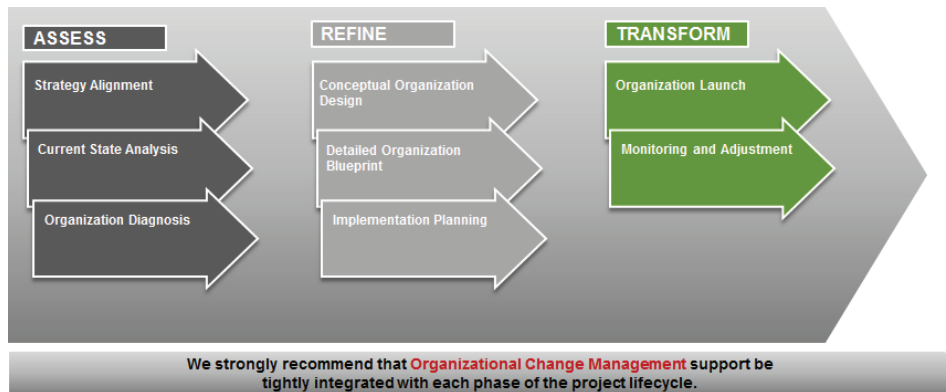 ASSESS
Strategy Alignment
Current State Analysis
Organization Diagnosis
REFINE
Conceptual Organization
Design
Detailed Organization
Blueprint
Implementation Planning
TRANSFORM
Organization Launch
Monitoring and Adjustment
We strongly recommend that Organizational Change Management support be
tightly integrated with each phase of the project lifecycle.